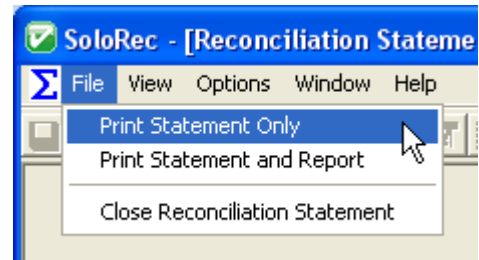 SoloRec - [Reconciliation Stateme
Σ File View Options Window Help
Print Statement Only
Print Statement and Report
Close Reconciliation Statement